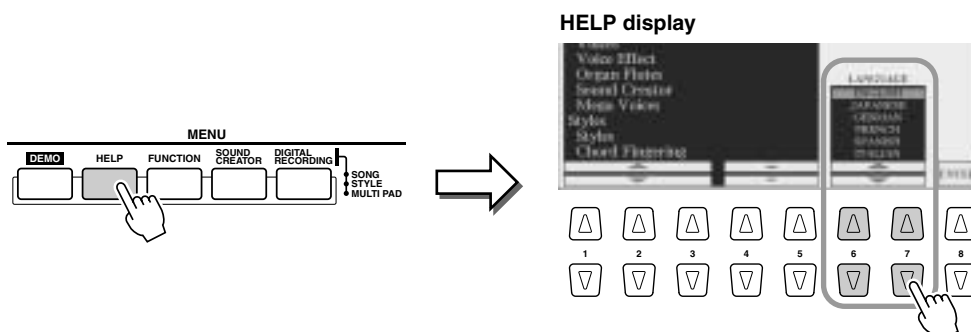 HELP display
MENU
DEMO
HELP
FUNCTION
SOUND CREATOR
DIGITAL RECORDING
SONG
STYLE
MULTI PAD
Voice Effect
Organ Flutes
Sound Creator
Mega Voices
Styles
Styles
Chord Fingering
LANGUAGE
JAPANESE
GERMAN
FRENCH
SPANISH
ITALIAN
1 2 3 4 5 6 7 8